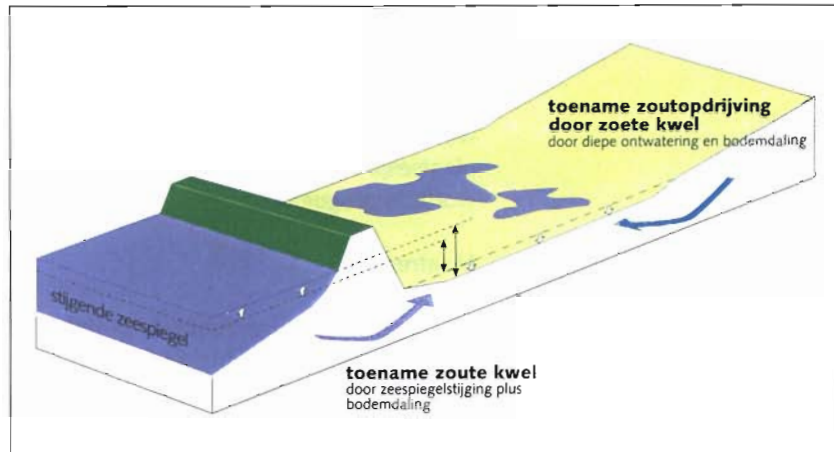 toename zoutopdrijving
door zoete kwel
door diepe ontwatering en bodemdaling
stijgende zeespiegel
toename zoute kwel
door zeespiegelstijging plus
bodemdaling